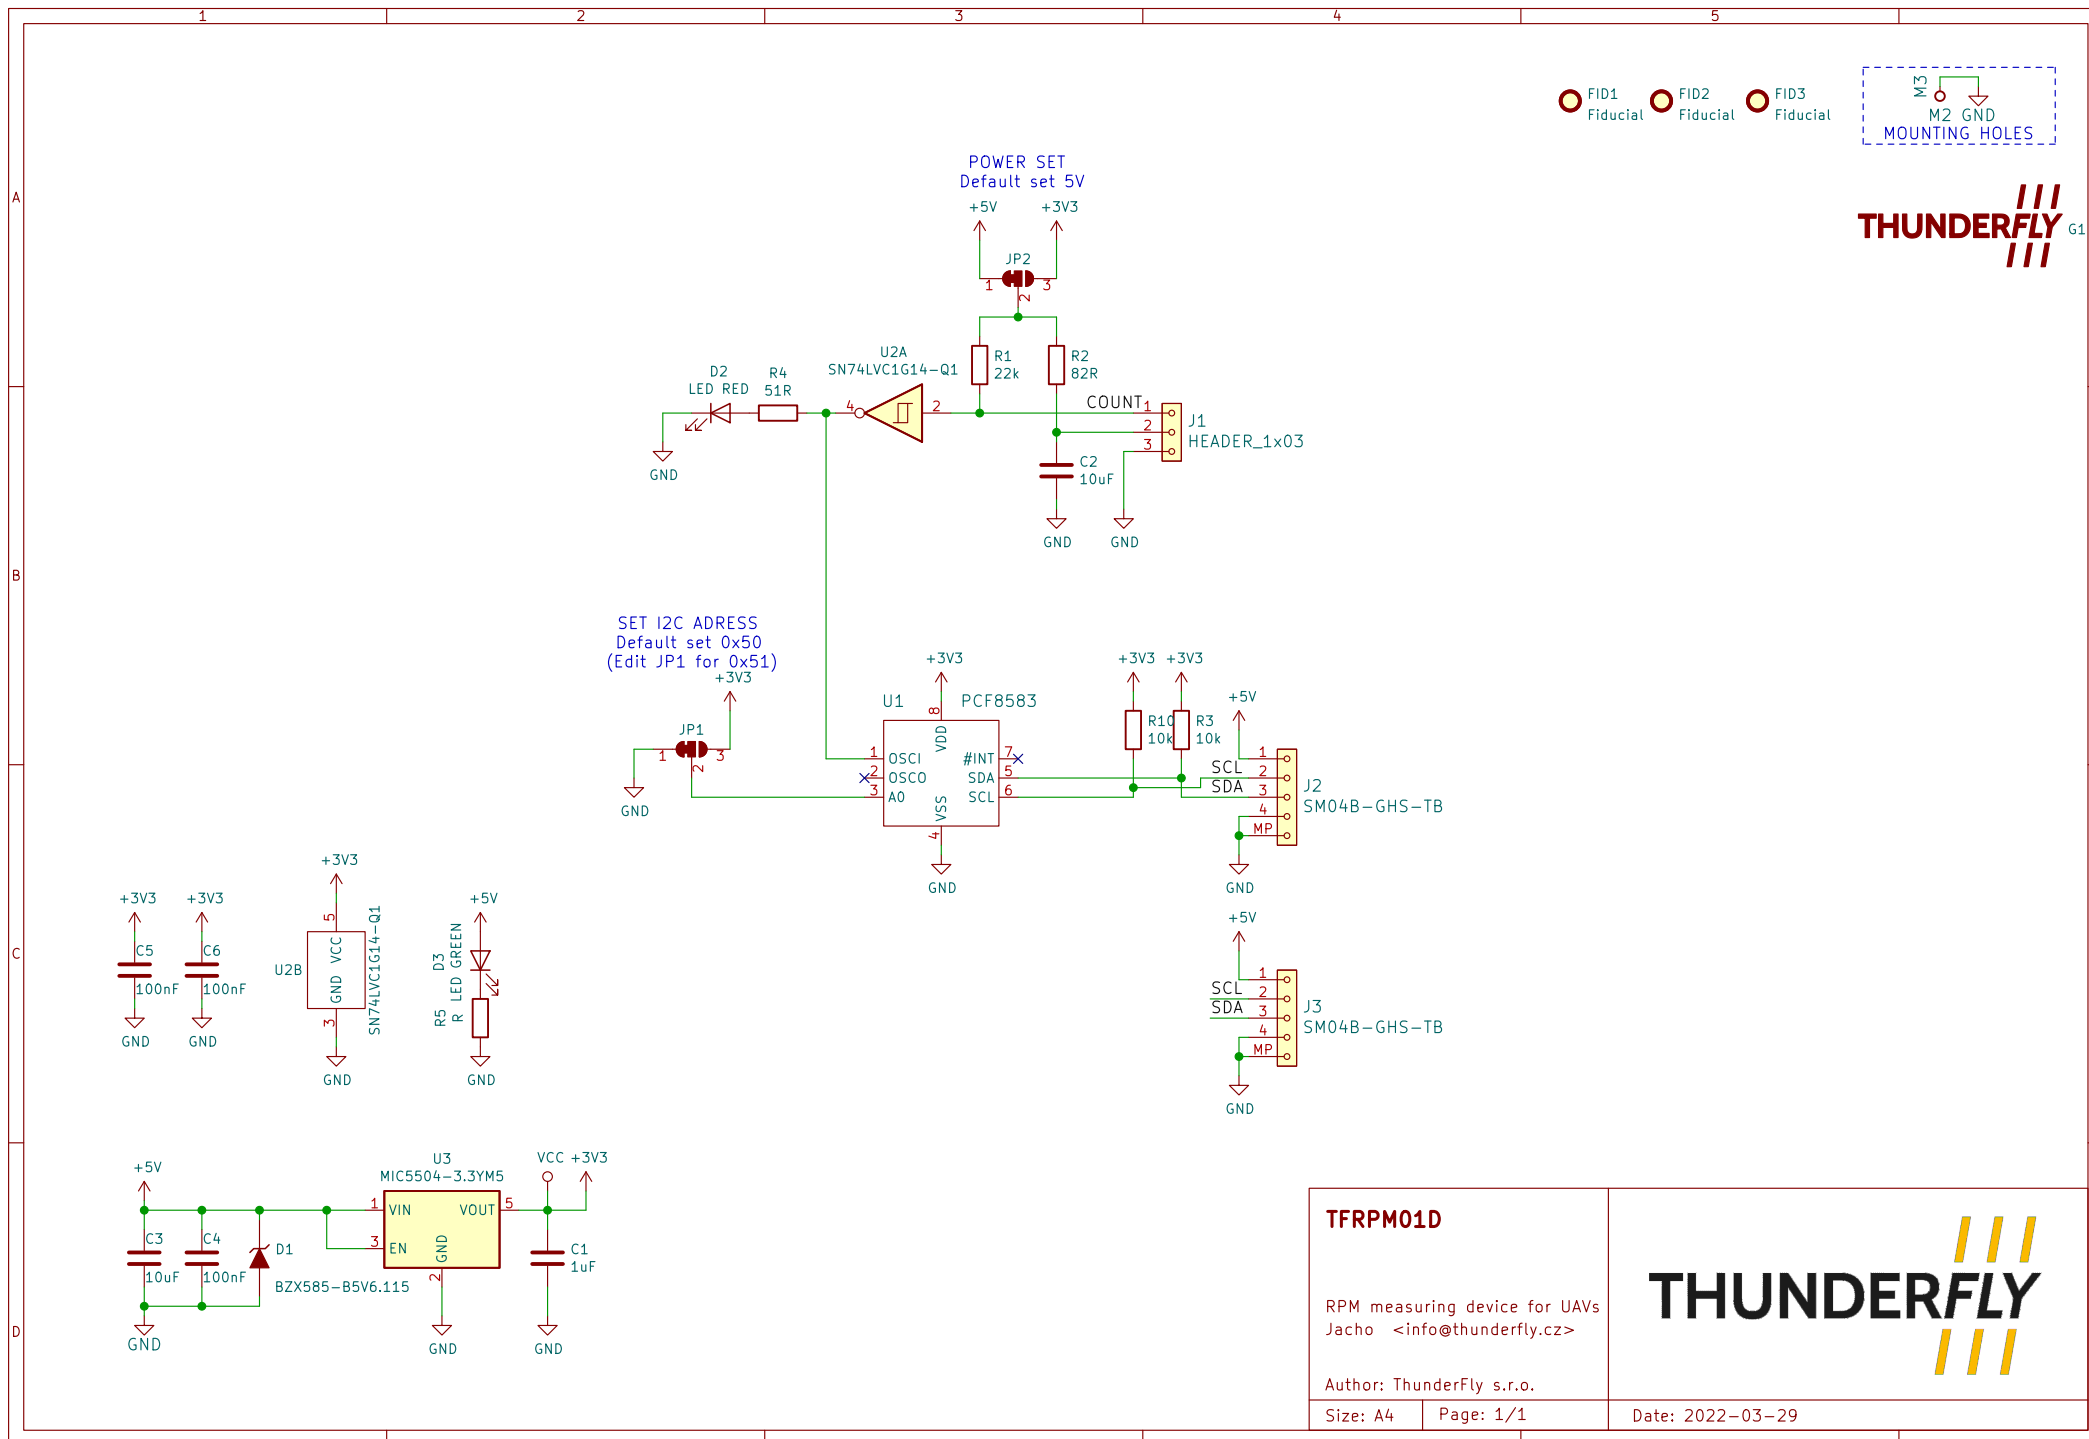 1
2
3
4
5
A
B
C
D
FID1
Fiducial
FID2
Fiducial
FID3
Fiducial
M3
M2 GND
MOUNTING HOLES
THUNDERFLY
G1
POWER SET
Default set 5V
+5V
+3V3
JP2
1
2
3
R1
22k
R2
82R
U2A
SN74LVC1G14-Q1
4
2
D2
LED RED
R4
51R
GND
COUNT
1
2
3
J1
HEADER_1x03
C2
10uF
GND
GND
SET I2C ADRESS
Default set 0x50
(Edit JP1 for 0x51)
+3V3
JP1
1
2
3
GND
+3V3
U1
PCF8583
8
VDD
1
OSCI
2
OSCO
3
A0
#INT
7
SDA
5
SCL
6
VSS
4
GND
+3V3
+3V3
R10
10k
R3
10k
+5V
SCL
SDA
1
2
3
4
MP
J2
SM04B-GHS-TB
GND
+5V
SCL
SDA
1
2
3
4
MP
J3
SM04B-GHS-TB
GND
+3V3
C5
100nF
GND
+3V3
C6
100nF
GND
+3V3
5
U2B
GND VCC
SN74LVC1G14-Q1
3
GND
+5V
D3
LED GREEN
R5
R
GND
+5V
C3
10uF
C4
100nF
D1
BZX585-B5V6.115
GND
U3
MIC5504-3.3YM5
1
VIN
3
EN
VOUT
5
GND
2
GND
VCC
+3V3
C1
1uF
GND
TFRPM01D
RPM measuring device for UAVs
Jacho <info@thunderfly.cz>
Author: ThunderFly s.r.o.
Size: A4
Page: 1/1
Date: 2022-03-29
THUNDERFLY